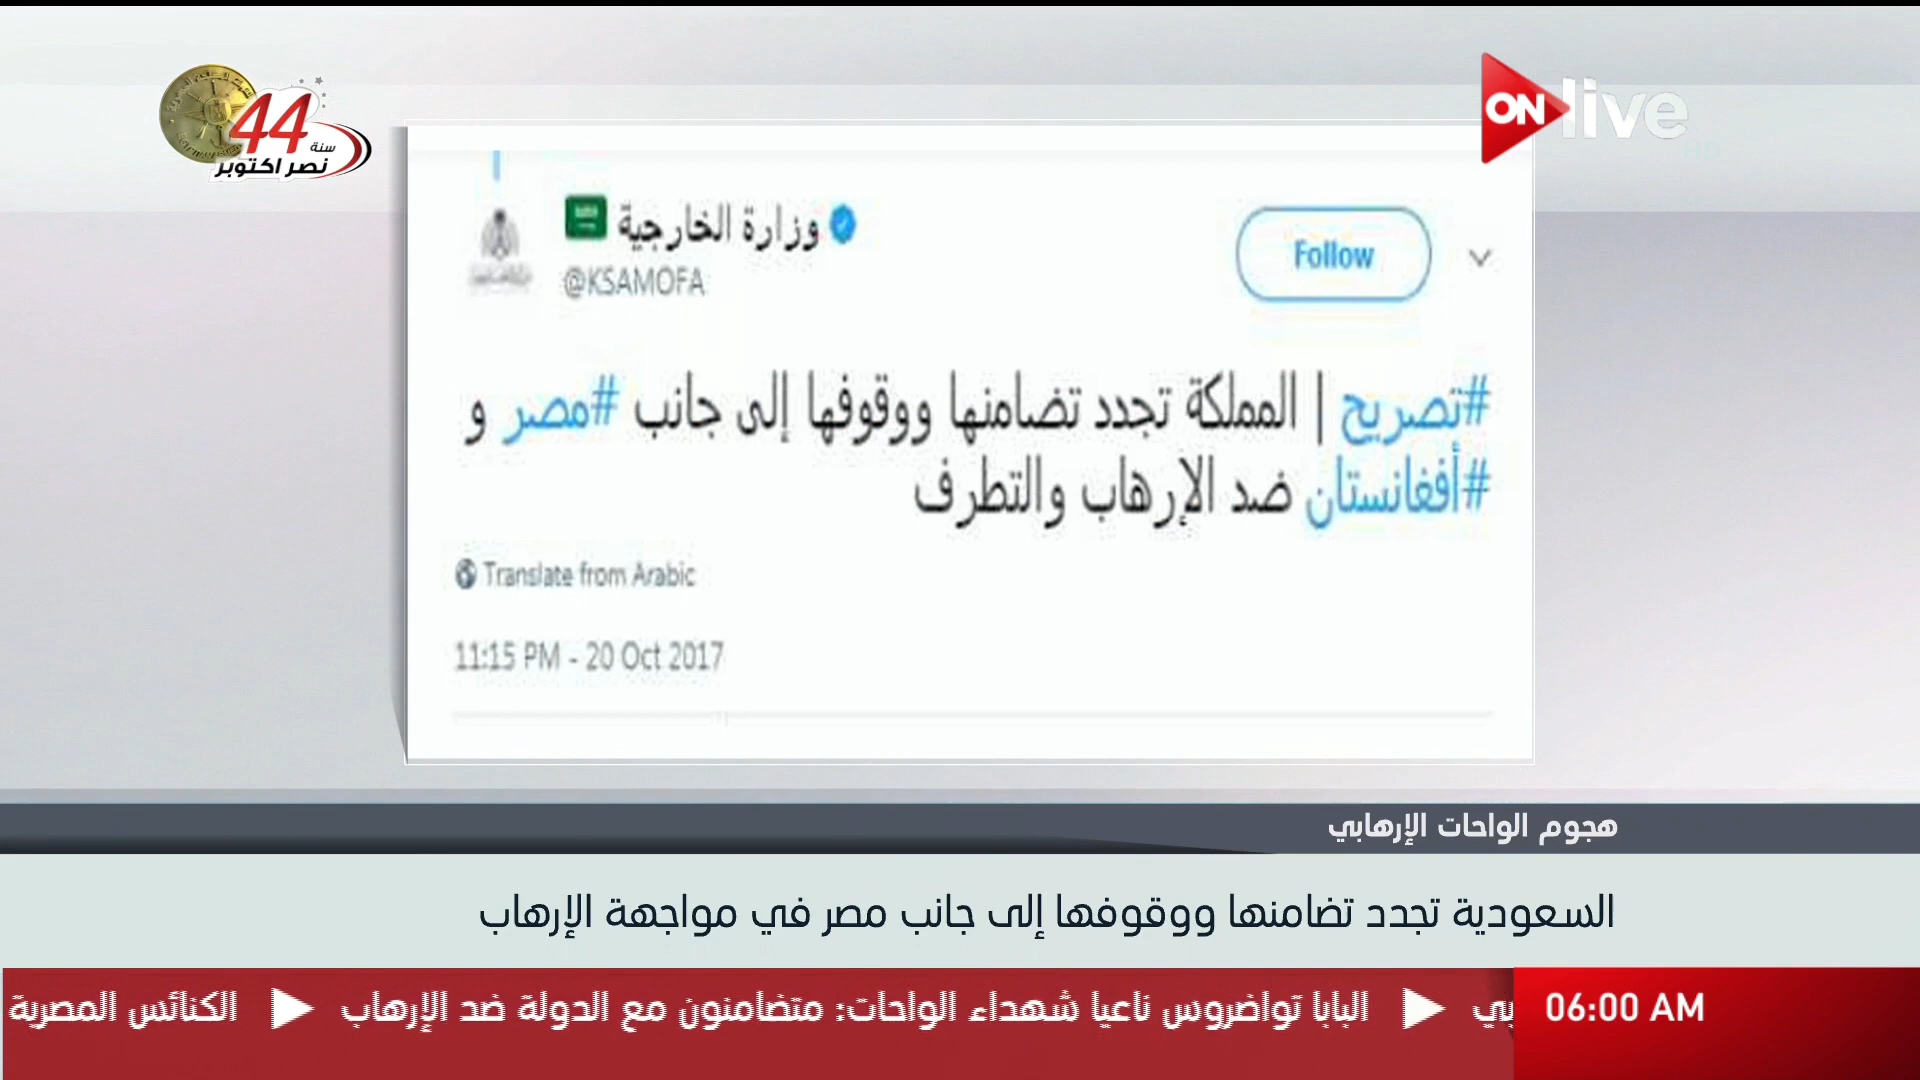 44
سنة
نصر اكتوبر
ON live
HD
وزارة الخارجية
@KSAMOFA
Follow
#تصريح | المملكة تجدد تضامنها ووقوفها إلى جانب #مصر و
#أفغانستان ضد الإرهاب والتطرف
Translate from Arabic
11:15 PM - 20 Oct 2017
هجوم الواحات الإرهابي
السعودية تجدد تضامنها ووقوفها إلى جانب مصر في مواجهة الإرهاب
بي ◀ البابا تواضروس ناعيا شهداء الواحات: متضامنون مع الدولة ضد الإرهاب ◀ الكنائس المصرية
06:00 AM